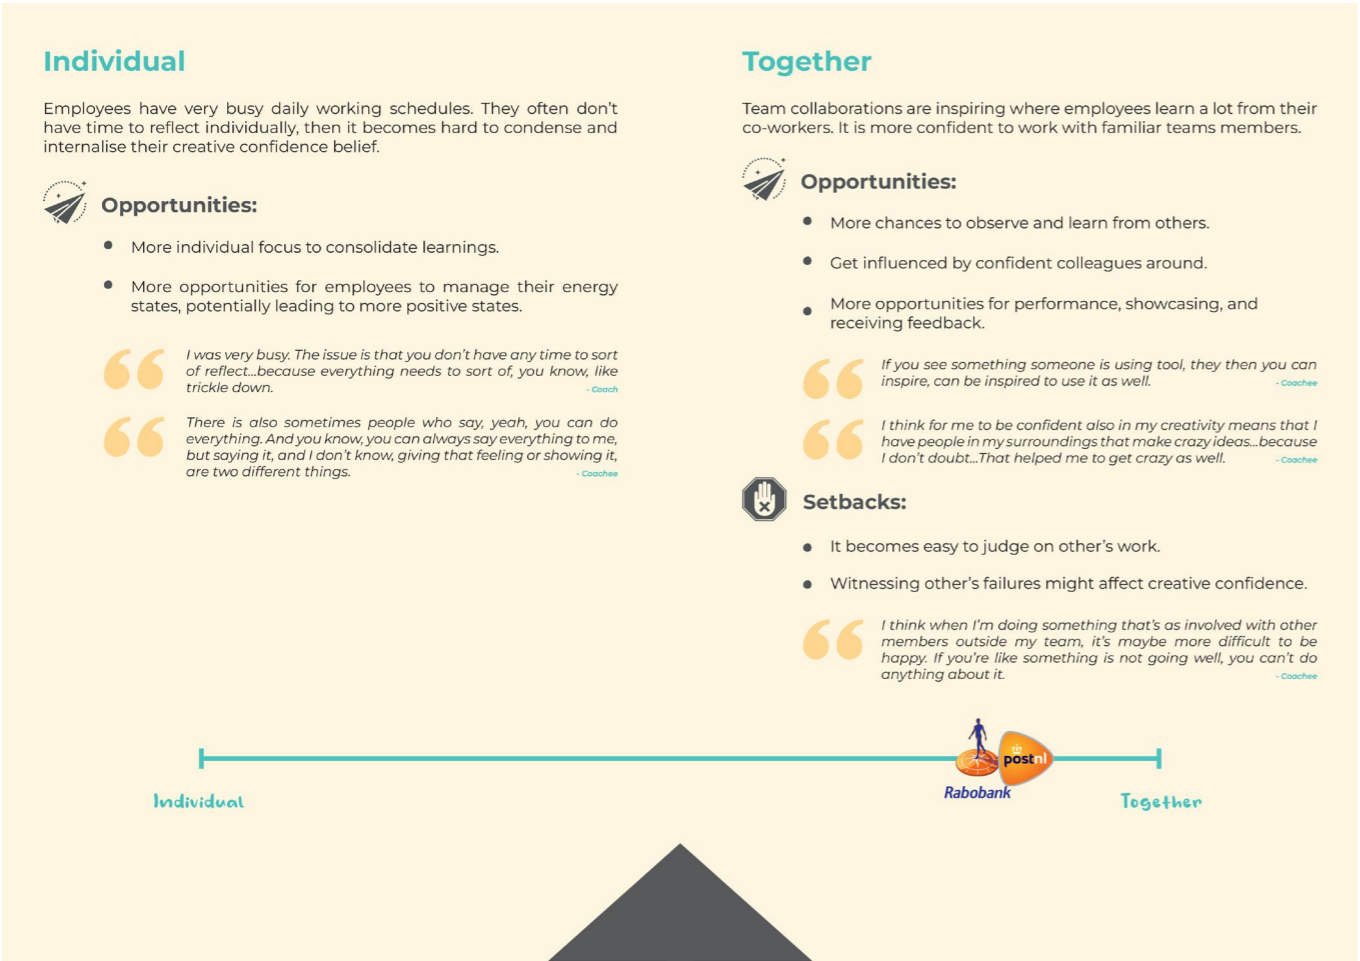 Individual
Employees have very busy daily working schedules. They often don't
have time to reflect individually, then it becomes hard to condense and
internalise their creative confidence belief.
Opportunities:
• More individual focus to consolidate learnings.
• More opportunities for employees to manage their energy
states, potentially leading to more positive states.
I was very busy. The issue is that you don't have any time to sort
of reflect...because everything needs to sort of, you know, like
trickle down. - Coach
There is also sometimes people who say, yeah, you can do
everything. And you know, you can always say everything to me,
but saying it, and I don't know, giving that feeling or showing it,
are two different things. - Coachee
Together
Team collaborations are inspiring where employees learn a lot from their
co-workers. It is more confident to work with familiar teams members.
Opportunities:
• More chances to observe and learn from others.
• Get influenced by confident colleagues around.
• More opportunities for performance, showcasing, and
receiving feedback.
If you see something someone is using tool, they then you can
inspire, can be inspired to use it as well. - Coachee
I think for me to be confident also in my creativity means that I
have people in my surroundings that make crazy ideas...because
I don't doubt...That helped me to get crazy as well. - Coachee
Setbacks:
• It becomes easy to judge on other's work.
• Witnessing other's failures might affect creative confidence.
I think when I'm doing something that's as involved with other
members outside my team, it's maybe more difficult to be
happy. If you're like something is not going well, you can't do
anything about it. - Coachee
postnl
Rabobank
Individual
Together